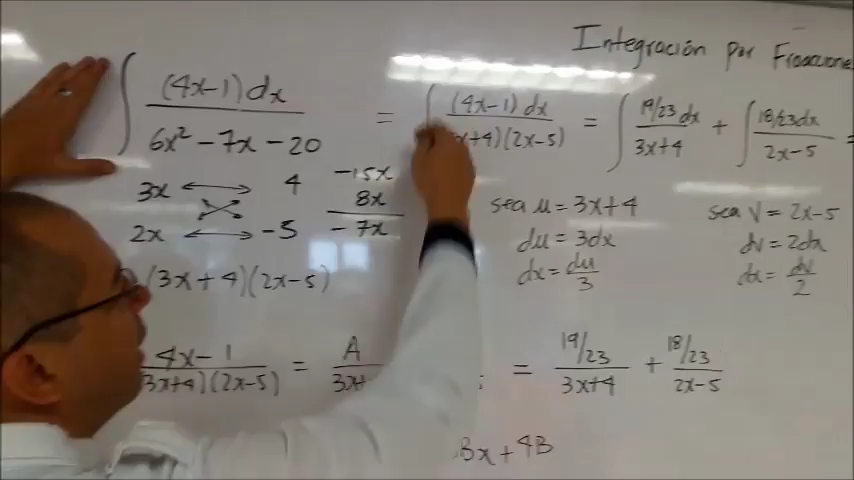 Integración por Fracciones
∫ (4x-1)dx / 6x² - 7x - 20 = ∫ (4x-1)dx / x+4)(2x-5) = ∫ 19/23 dx / 3x+4 + ∫ 18/23 dx / 2x-5 =
3x ⟷ 4 -15x
8x
2x ⟷ -5 -7x
(3x+4)(2x-5)
sea u = 3x+4
du = 3dx
dx = du/3
sea V = 2x-5
dv = 2dx
dx = dv/2
4x-1 / 3x+4)(2x-5) = A / 3x+ = 19/23 / 3x+4 + 18/23 / 2x-5
Bx + 4B